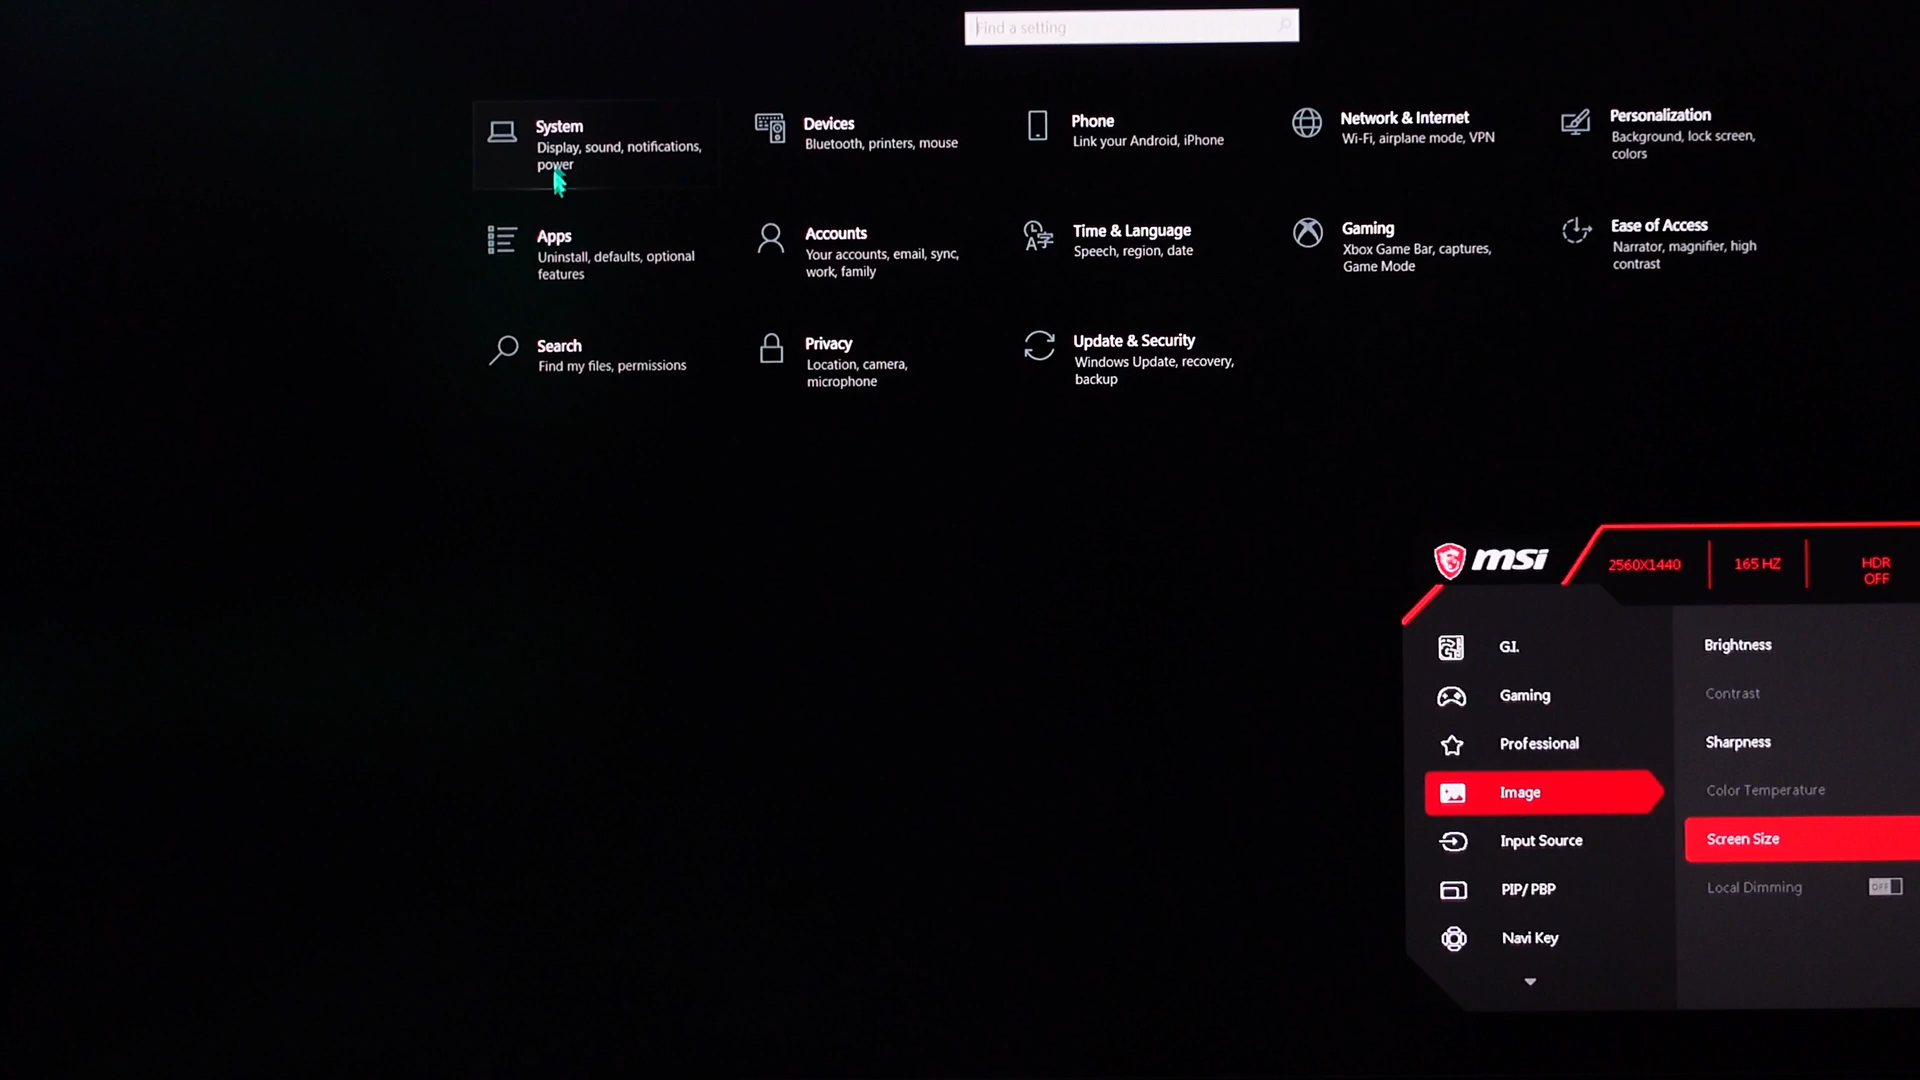 Find a setting
System
Display, sound, notifications,
power
Devices
Bluetooth, printers, mouse
Phone
Link your Android, iPhone
Network & Internet
Wi-Fi, airplane mode, VPN
Personalization
Background, lock screen,
colors
Apps
Uninstall, defaults, optional
features
Accounts
Your accounts, email, sync,
work, family
Time & Language
Speech, region, date
Gaming
Xbox Game Bar, captures,
Game Mode
Ease of Access
Narrator, magnifier, high
contrast
Search
Find my files, permissions
Privacy
Location, camera,
microphone
Update & Security
Windows Update, recovery,
backup
msi
2560X1440
165 HZ
HDR
OFF
G.I.
Gaming
Professional
Image
Input Source
PIP/ PBP
Navi Key
Brightness
Contrast
Sharpness
Color Temperature
Screen Size
Local Dimming
OFF